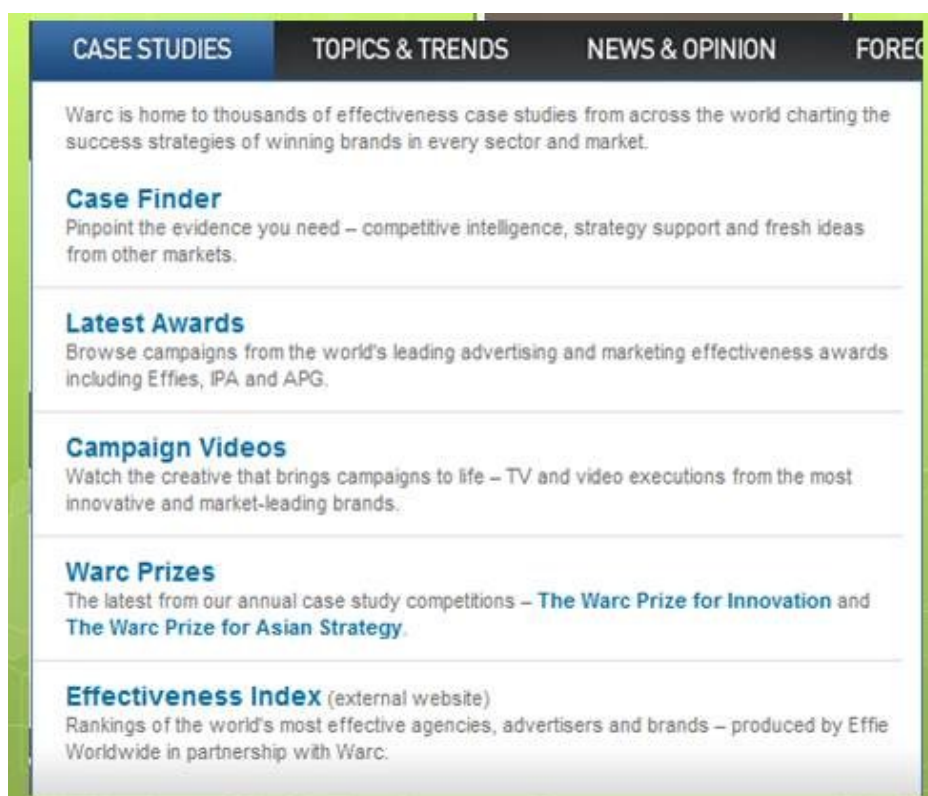 CASE STUDIES TOPICS & TRENDS NEWS & OPINION FOREC
Warc is home to thousands of effectiveness case studies from across the world charting the
success strategies of winning brands in every sector and market.
Case Finder
Pinpoint the evidence you need – competitive intelligence, strategy support and fresh ideas
from other markets.
Latest Awards
Browse campaigns from the world's leading advertising and marketing effectiveness awards
including Effies, IPA and APG.
Campaign Videos
Watch the creative that brings campaigns to life – TV and video executions from the most
innovative and market-leading brands.
Warc Prizes
The latest from our annual case study competitions – The Warc Prize for Innovation and
The Warc Prize for Asian Strategy.
Effectiveness Index (external website)
Rankings of the world's most effective agencies, advertisers and brands – produced by Effie
Worldwide in partnership with Warc.